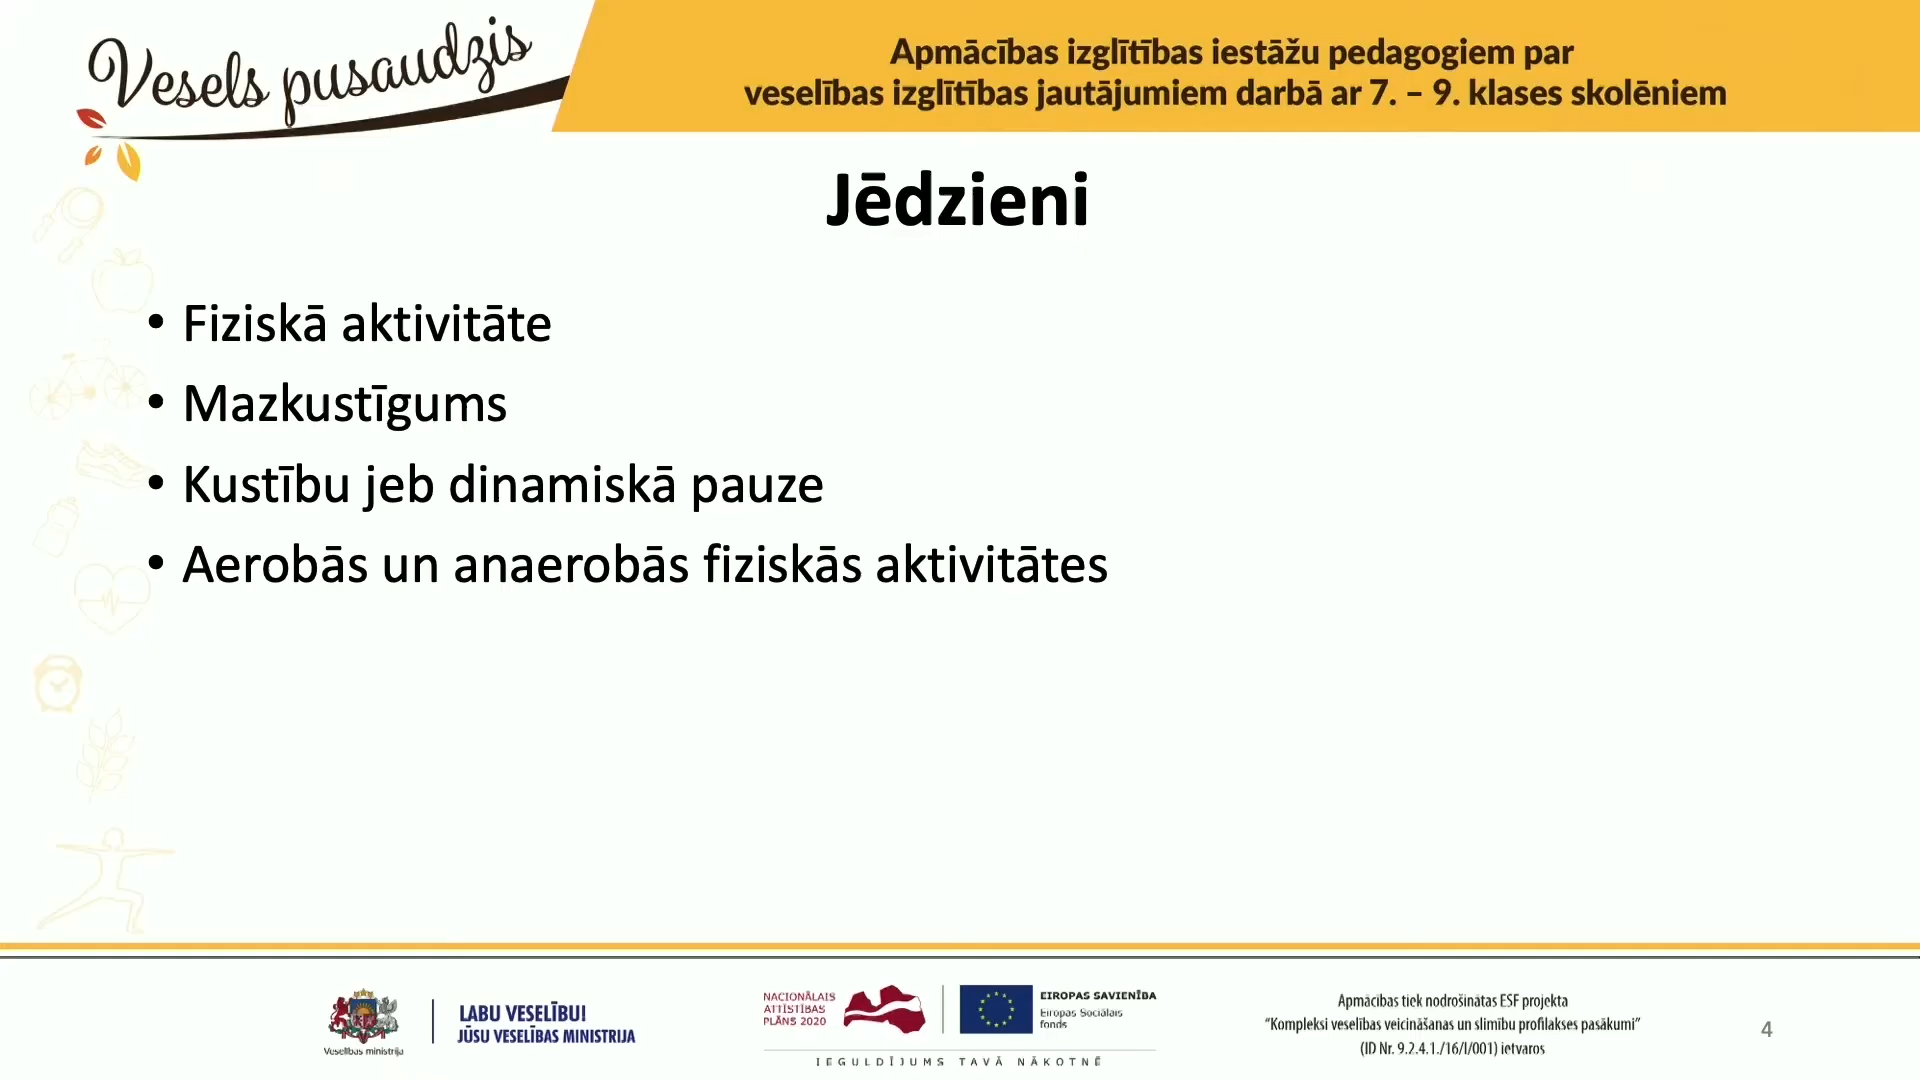 Vesels pusaudzis
Apmācības izglītības iestāžu pedagogiem par
veselības izglītības jautājumiem darbā ar 7. – 9. klases skolēniem
Jēdzieni
• Fiziskā aktivitāte
• Mazkustīgums
• Kustību jeb dinamiskā pauze
• Aerobās un anaerobās fiziskās aktivitātes
Veselības ministrija
LABU VESELĪBU!
JŪSU VESELĪBAS MINISTRIJA
NACIONĀLAIS
ATTĪSTĪBAS
PLĀNS 2020
EIROPAS SAVIENĪBA
Eiropas Sociālais
fonds
IEGULDĪJUMS TAVĀ NĀKOTNĒ
Apmācības tiek nodrošinātas ESF projekta
“Kompleksi veselības veicināšanas un slimību profilakses pasākumi”
(ID Nr. 9.2.4.1./16/I/001) ietvaros
4